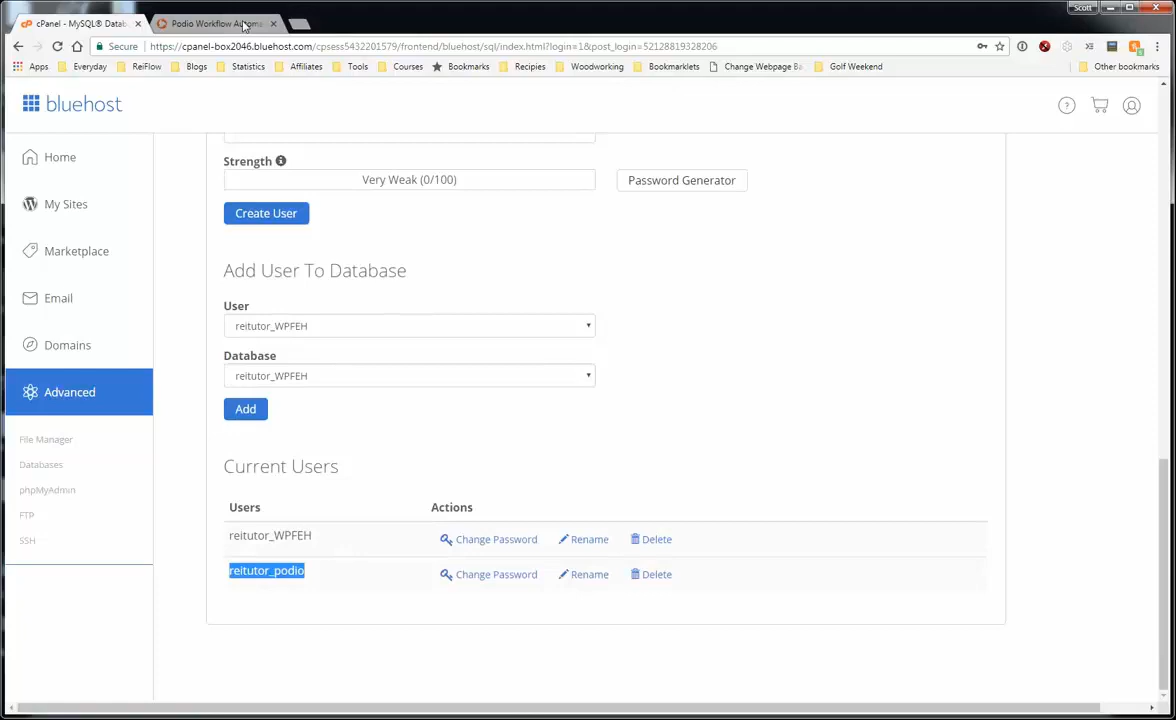 Scott
cPanel - MySQL® Datab
Podio Workflow Automa
Secure
https://cpanel-box2046.bluehost.com/cpsess5432201579/frontend/bluehost/sql/index.html?login=1&post_login=52128819328206
Apps
Everyday
ReiFlow
Blogs
Statistics
Affiliates
Tools
Courses
Bookmarks
Recipies
Woodworking
Bookmarklets
Change Webpage Ba
Golf Weekend
Other bookmarks
bluehost
Home
My Sites
Marketplace
Email
Domains
Advanced
File Manager
Databases
phpMyAdmin
FTP
SSH
Strength
Very Weak (0/100)
Password Generator
Create User
Add User To Database
User
reitutor_WPFEH
Database
reitutor_WPFEH
Add
Current Users
Users Actions
reitutor_WPFEH Change Password Rename Delete
reitutor_podio Change Password Rename Delete